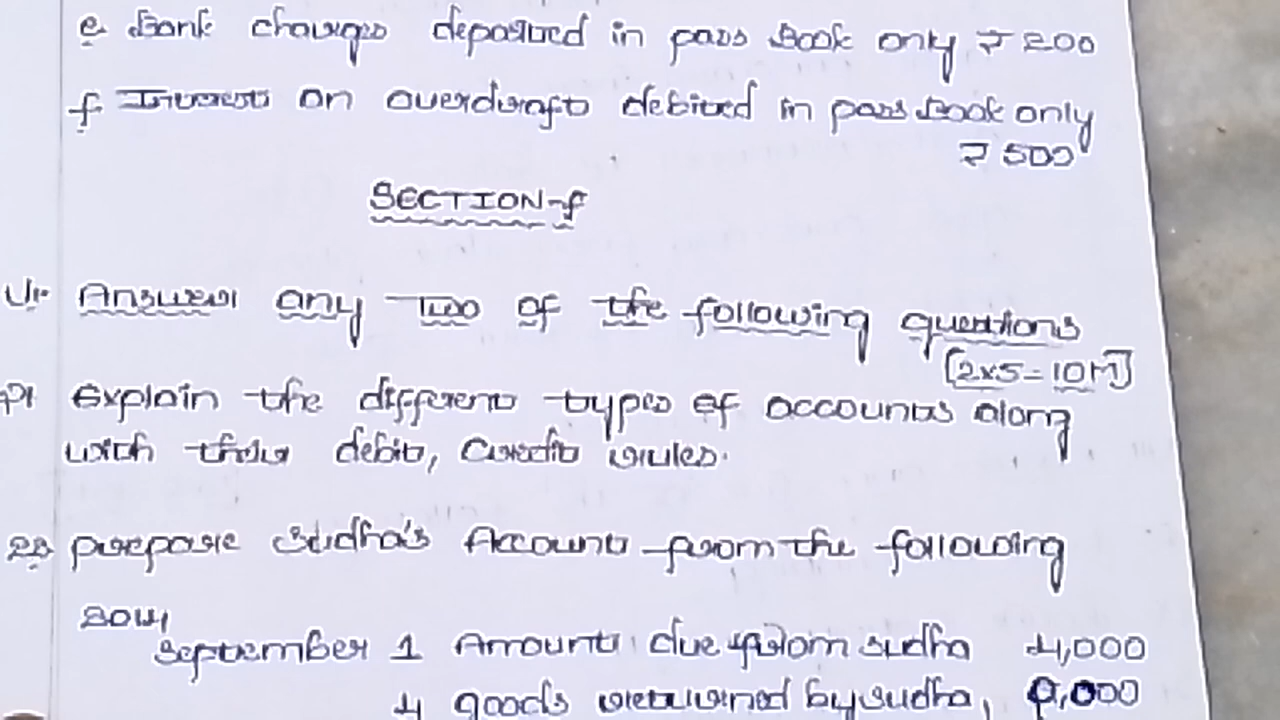 e Bank charges deparued in pass Book only ₹ 200
f Interest on overdraft debited in pass Book only
₹ 500
SECTION-f
Answer any Two of the following questions
[2x5=10M]
Explain the different types of accounts along
with their debit, Credit rules.
prepare Sudha's Account from the following
September 1 Amount due from sudha 4,000
4 goods returned by sudha,